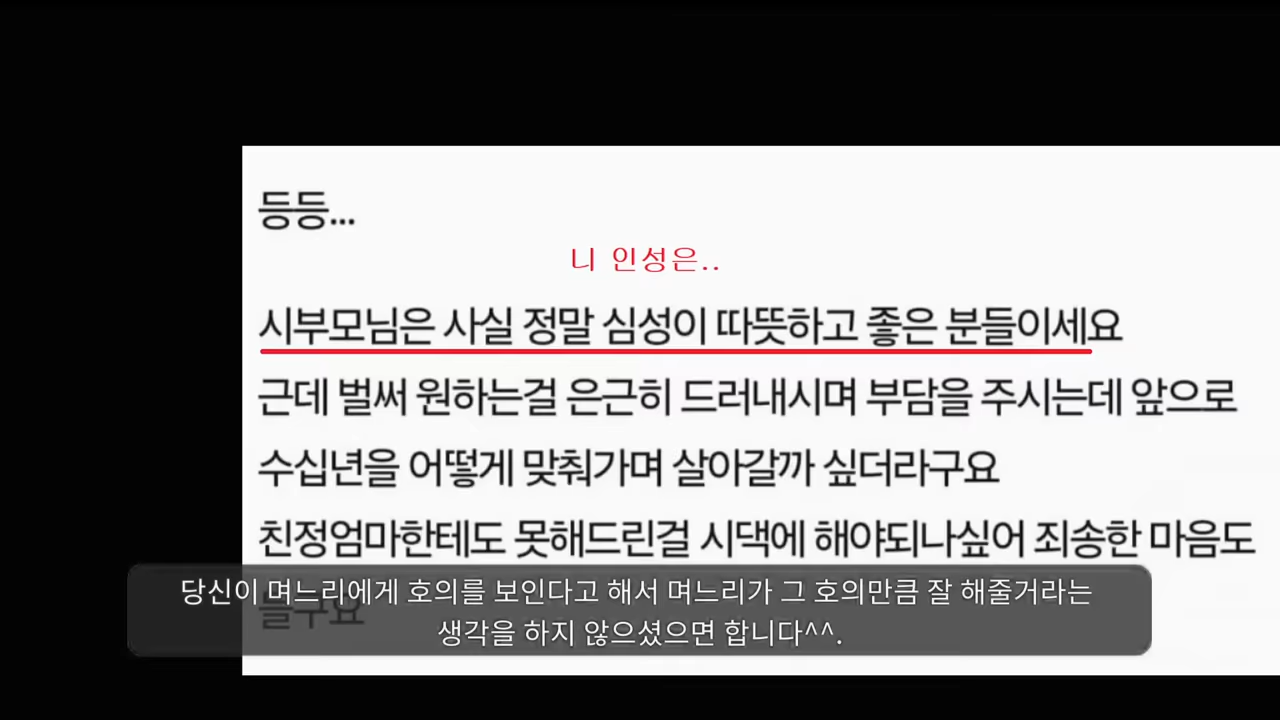 등등...
니 인성은..
시부모님은 사실 정말 심성이 따뜻하고 좋은 분들이세요
근데 벌써 원하는걸 은근히 드러내시며 부담을 주시는데 앞으로
수십년을 어떻게 맞춰가며 살아갈까 싶더라구요
친정엄마한테도 못해드린걸 시댁에 해야되나싶어 죄송한 마음도
들구요
당신이 며느리에게 호의를 보인다고 해서 며느리가 그 호의만큼 잘 해줄거라는
생각을 하지 않으셨으면 합니다^^.